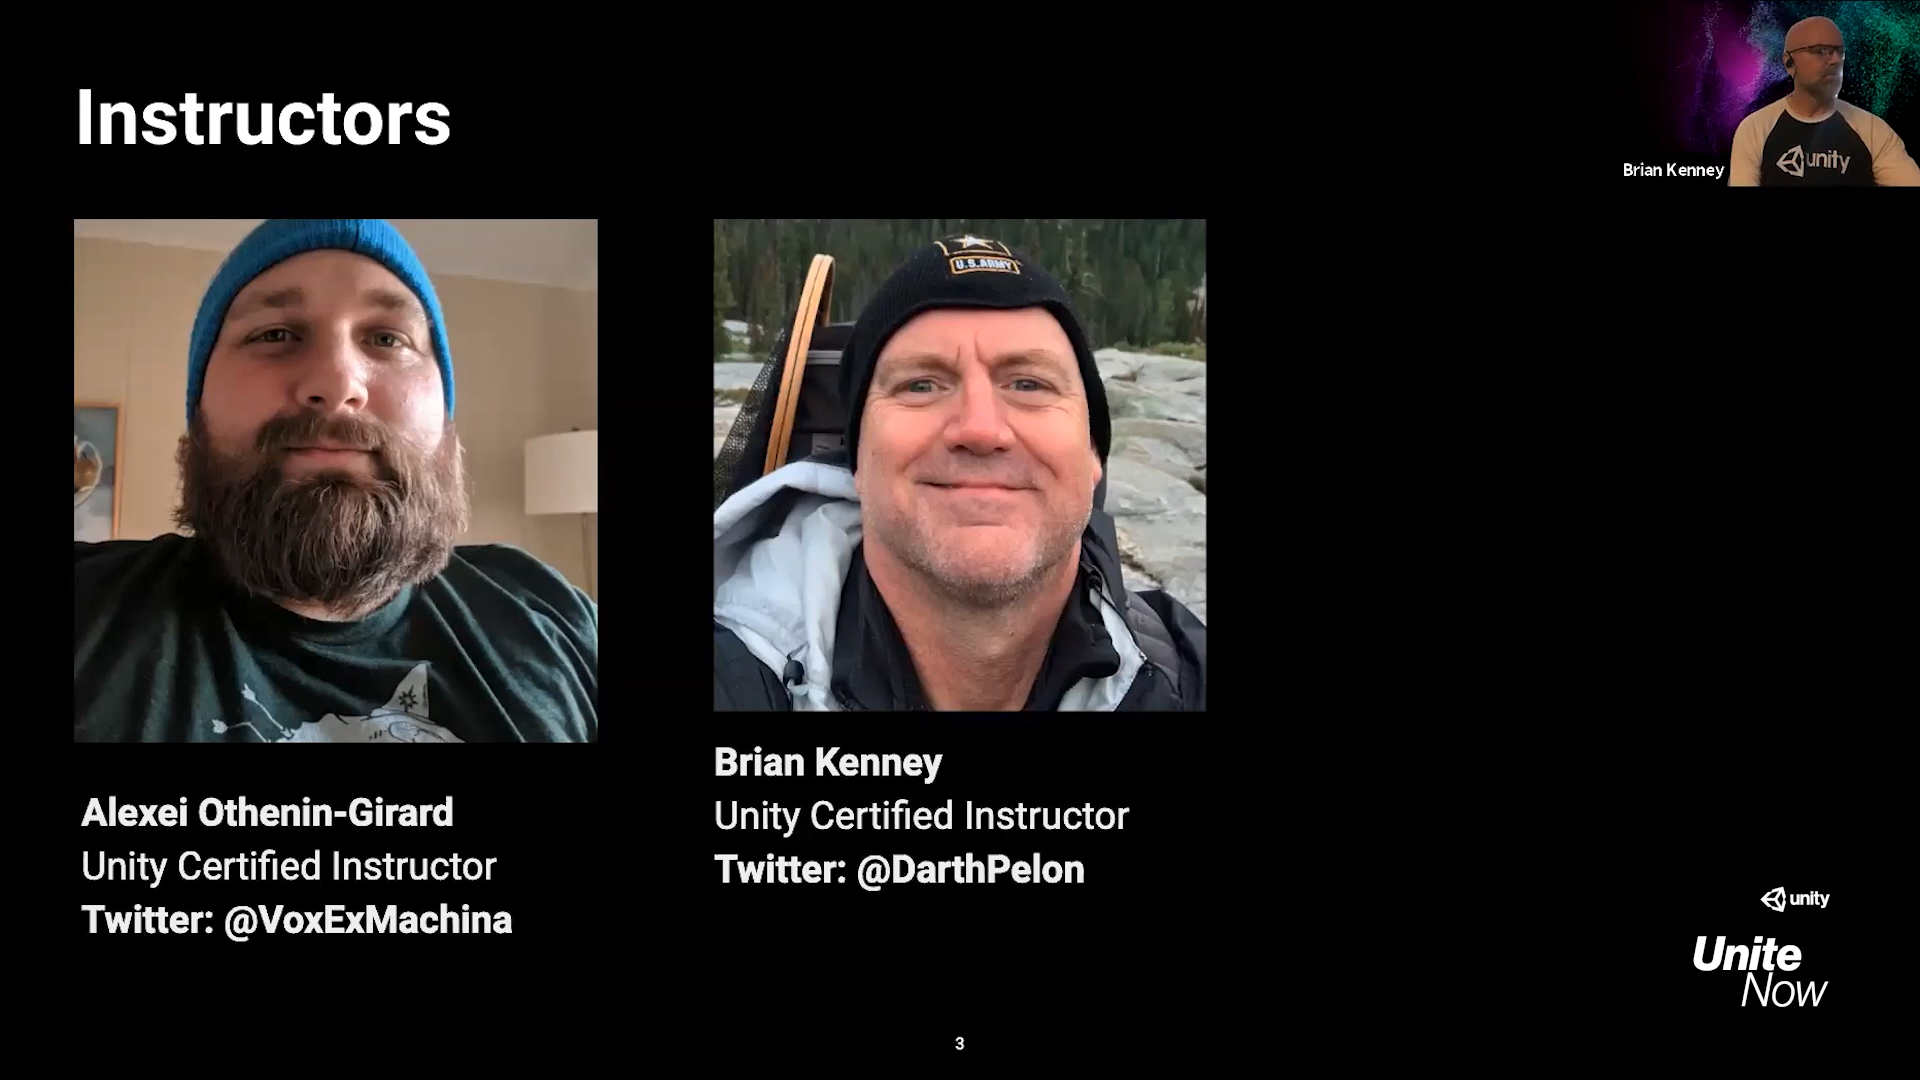 Instructors
Brian Kenney
unity
U.S.ARMY
Alexei Othenin-Girard
Unity Certified Instructor
Twitter: @VoxExMachina
Brian Kenney
Unity Certified Instructor
Twitter: @DarthPelon
unity
Unite
Now
3